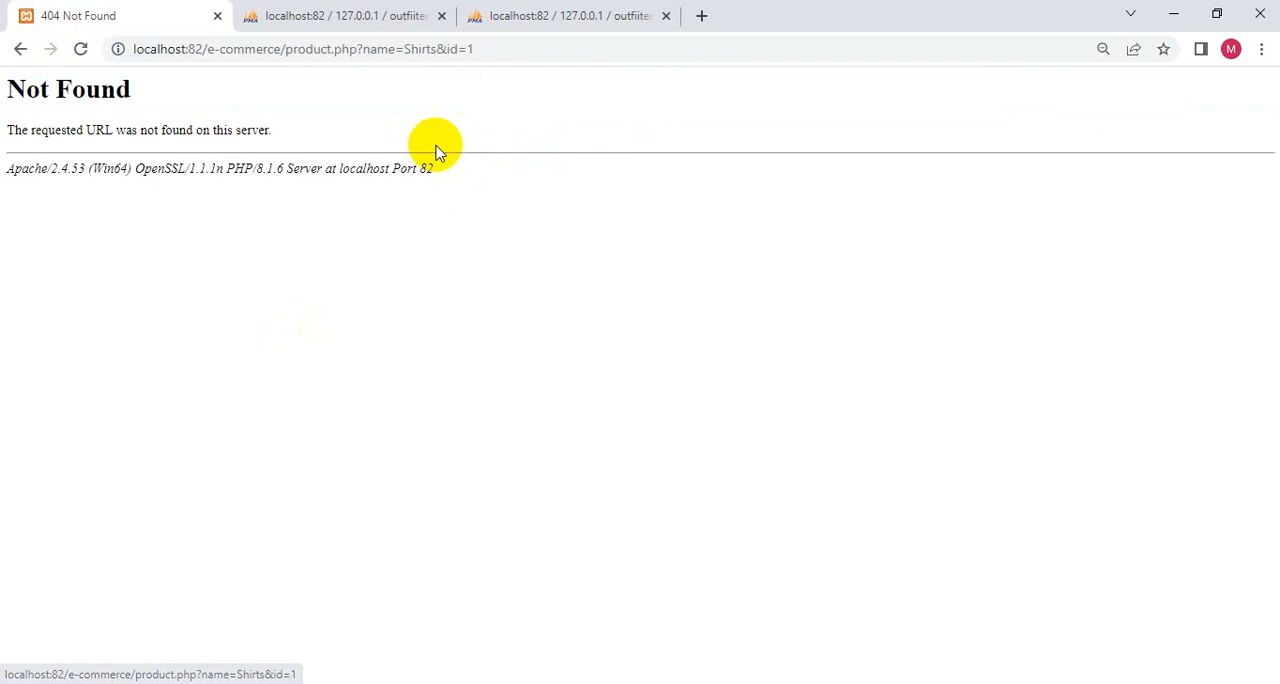 404 Not Found
localhost:82 / 127.0.0.1 / outfiiter
localhost:82 / 127.0.0.1 / outfiiter
localhost:82/e-commerce/product.php?name=Shirts&id=1
M
Not Found
The requested URL was not found on this server.
Apache/2.4.53 (Win64) OpenSSL/1.1.1n PHP/8.1.6 Server at localhost Port 82
localhost:82/e-commerce/product.php?name=Shirts&id=1